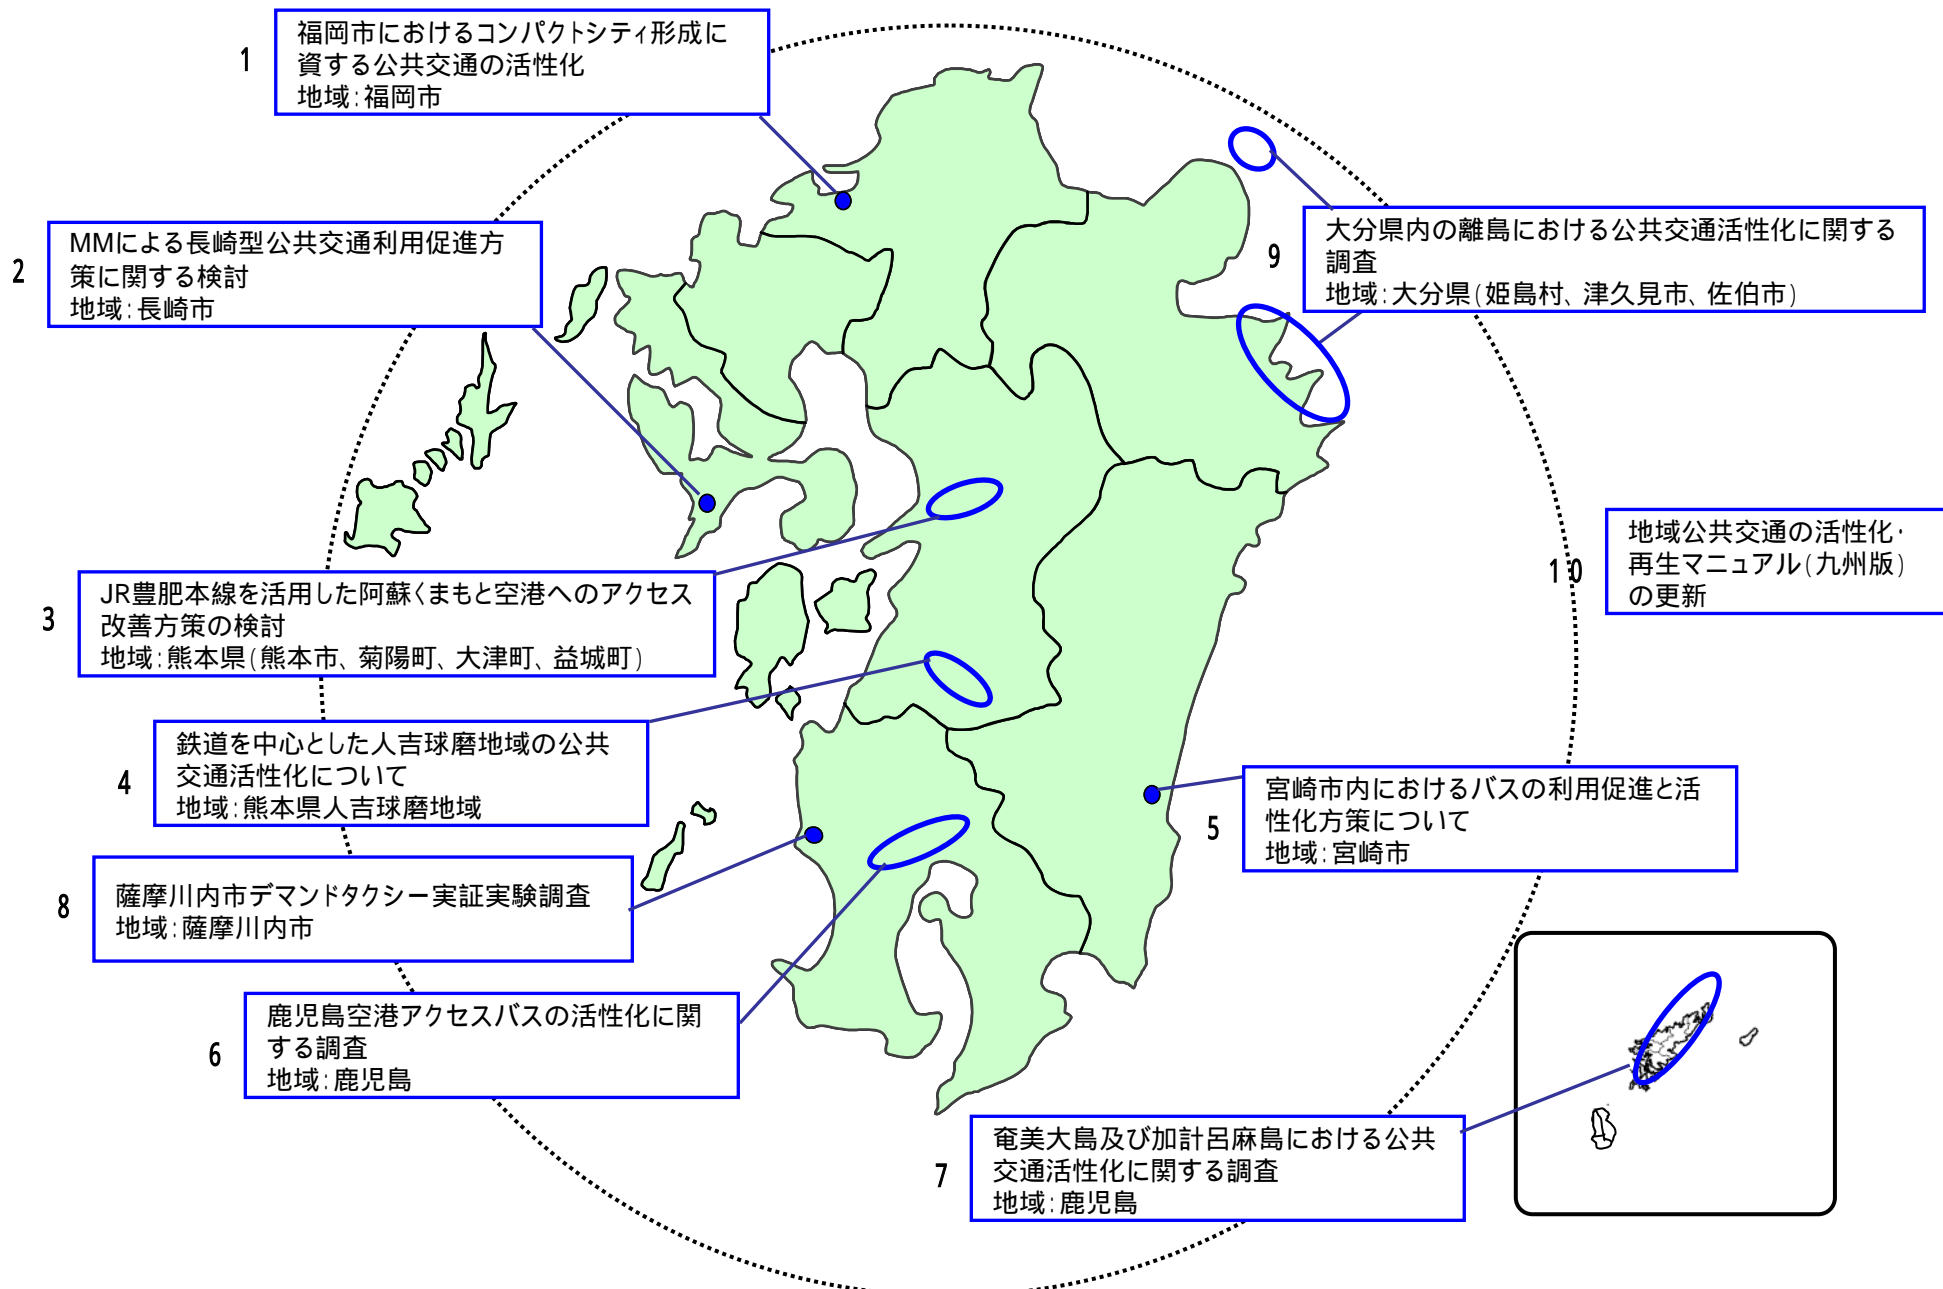 1
福岡市におけるコンパクトシティ形成に
資する公共交通の活性化
地域:福岡市
2
MMによる長崎型公共交通利用促進方
策に関する検討
地域:長崎市
3
JR豊肥本線を活用した阿蘇くまもと空港へのアクセス
改善方策の検討
地域:熊本県(熊本市、菊陽町、大津町、益城町)
4
鉄道を中心とした人吉球磨地域の公共
交通活性化について
地域:熊本県人吉球磨地域
8
薩摩川内市デマンドタクシー実証実験調査
地域:薩摩川内市
6
鹿児島空港アクセスバスの活性化に関
する調査
地域:鹿児島
9
大分県内の離島における公共交通活性化に関する
調査
地域:大分県(姫島村、津久見市、佐伯市)
10
地域公共交通の活性化・
再生マニュアル(九州版)
の更新
5
宮崎市内におけるバスの利用促進と活
性化方策について
地域:宮崎市
7
奄美大島及び加計呂麻島における公共
交通活性化に関する調査
地域:鹿児島